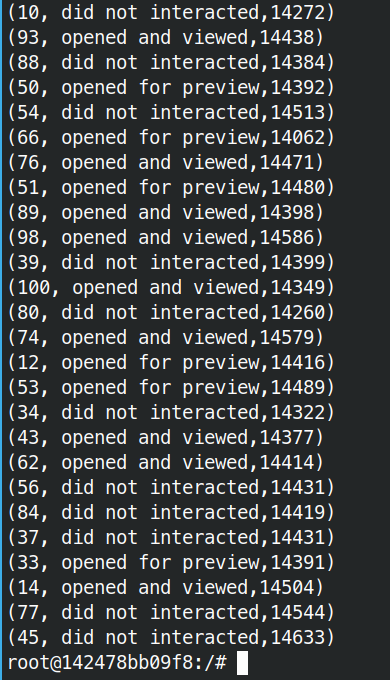 (10, did not interacted,14272)
(93, opened and viewed,14438)
(88, did not interacted,14384)
(50, opened for preview,14392)
(54, did not interacted,14513)
(66, opened for preview,14062)
(76, opened and viewed,14471)
(51, opened for preview,14480)
(89, opened and viewed,14398)
(98, opened and viewed,14586)
(39, did not interacted,14399)
(100, opened and viewed,14349)
(80, did not interacted,14260)
(74, opened and viewed,14579)
(12, opened for preview,14416)
(53, opened for preview,14489)
(34, did not interacted,14322)
(43, opened and viewed,14377)
(62, opened and viewed,14414)
(56, did not interacted,14431)
(84, did not interacted,14419)
(37, did not interacted,14431)
(33, opened for preview,14391)
(14, opened and viewed,14504)
(77, did not interacted,14544)
(45, did not interacted,14633)
root@142478bb09f8:/#